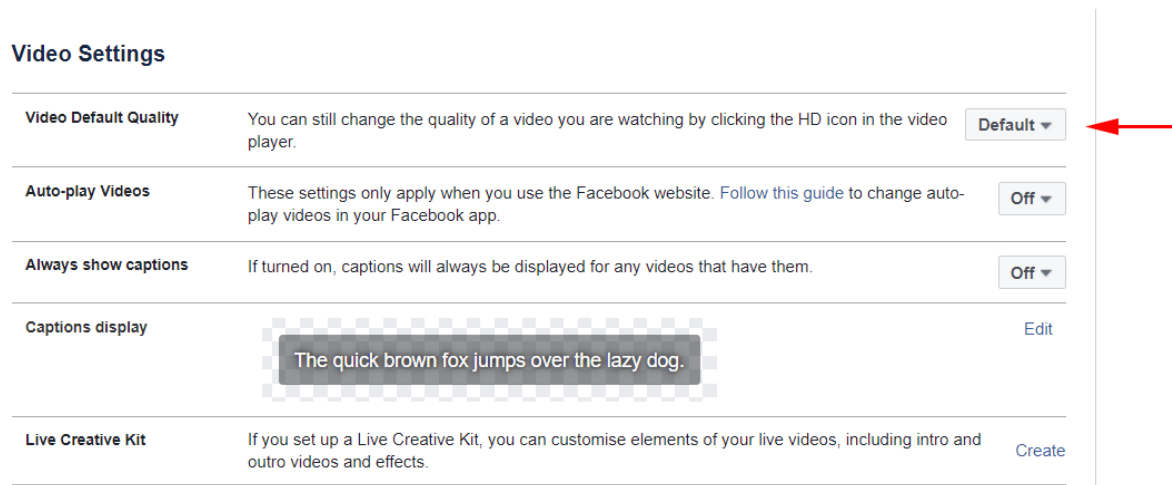 Video Settings
Video Default Quality
You can still change the quality of a video you are watching by clicking the HD icon in the video
player.
Default
Auto-play Videos
These settings only apply when you use the Facebook website. Follow this guide to change auto-
play videos in your Facebook app.
Off
Always show captions
If turned on, captions will always be displayed for any videos that have them.
Off
Captions display
The quick brown fox jumps over the lazy dog.
Edit
Live Creative Kit
If you set up a Live Creative Kit, you can customise elements of your live videos, including intro and
outro videos and effects.
Create